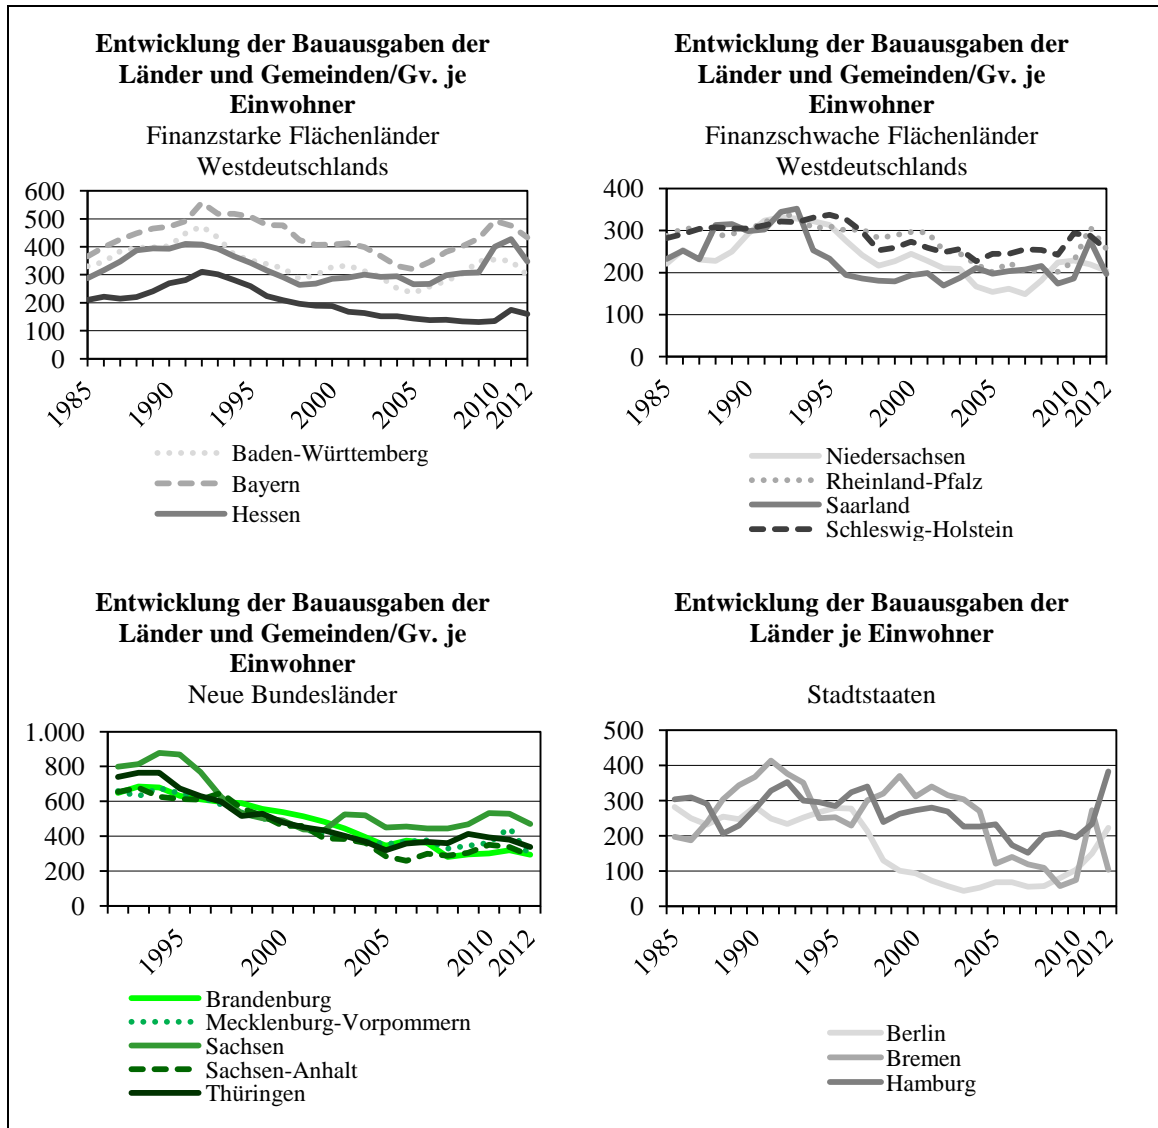 Entwicklung der Bauausgaben der
Länder und Gemeinden/Gv. je
Einwohner
Finanzstarke Flächenländer
Westdeutschlands
600
500
400
300
200
100
0
1985
1990
1995
2000
2005
2010
2012
Baden-Württemberg
Bayern
Hessen
Entwicklung der Bauausgaben der
Länder und Gemeinden/Gv. je
Einwohner
Finanzschwache Flächenländer
Westdeutschlands
400
300
200
100
0
1985
1990
1995
2000
2005
2010
2012
Niedersachsen
Rheinland-Pfalz
Saarland
Schleswig-Holstein
Entwicklung der Bauausgaben der
Länder und Gemeinden/Gv. je
Einwohner
Neue Bundesländer
1.000
800
600
400
200
0
1995
2000
2005
2010
2012
Brandenburg
Mecklenburg-Vorpommern
Sachsen
Sachsen-Anhalt
Thüringen
Entwicklung der Bauausgaben der
Länder je Einwohner
Stadtstaaten
500
400
300
200
100
0
1985
1990
1995
2000
2005
2010
2012
Berlin
Bremen
Hamburg